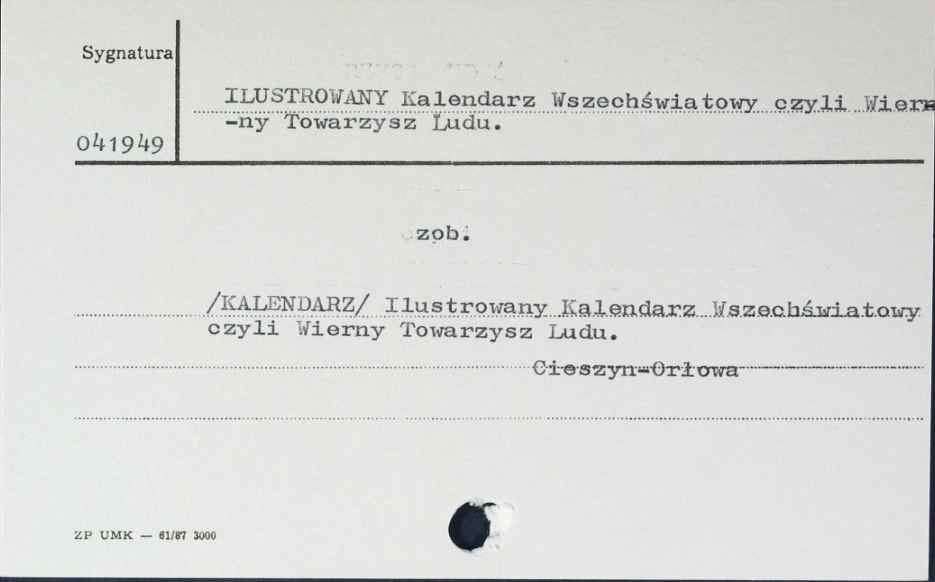 Sygnatura
ILUSTROWANY Kalendarz Wszechświatowy czyli Wier
-ny Towarzysz Ludu.
041949
zob.
/KALENDARZ/ Ilustrowany Kalendarz Wszechświatowy
czyli Wierny Towarzysz Ludu.
Cieszyn-Orłowa
ZP UMK — 61/87 3000